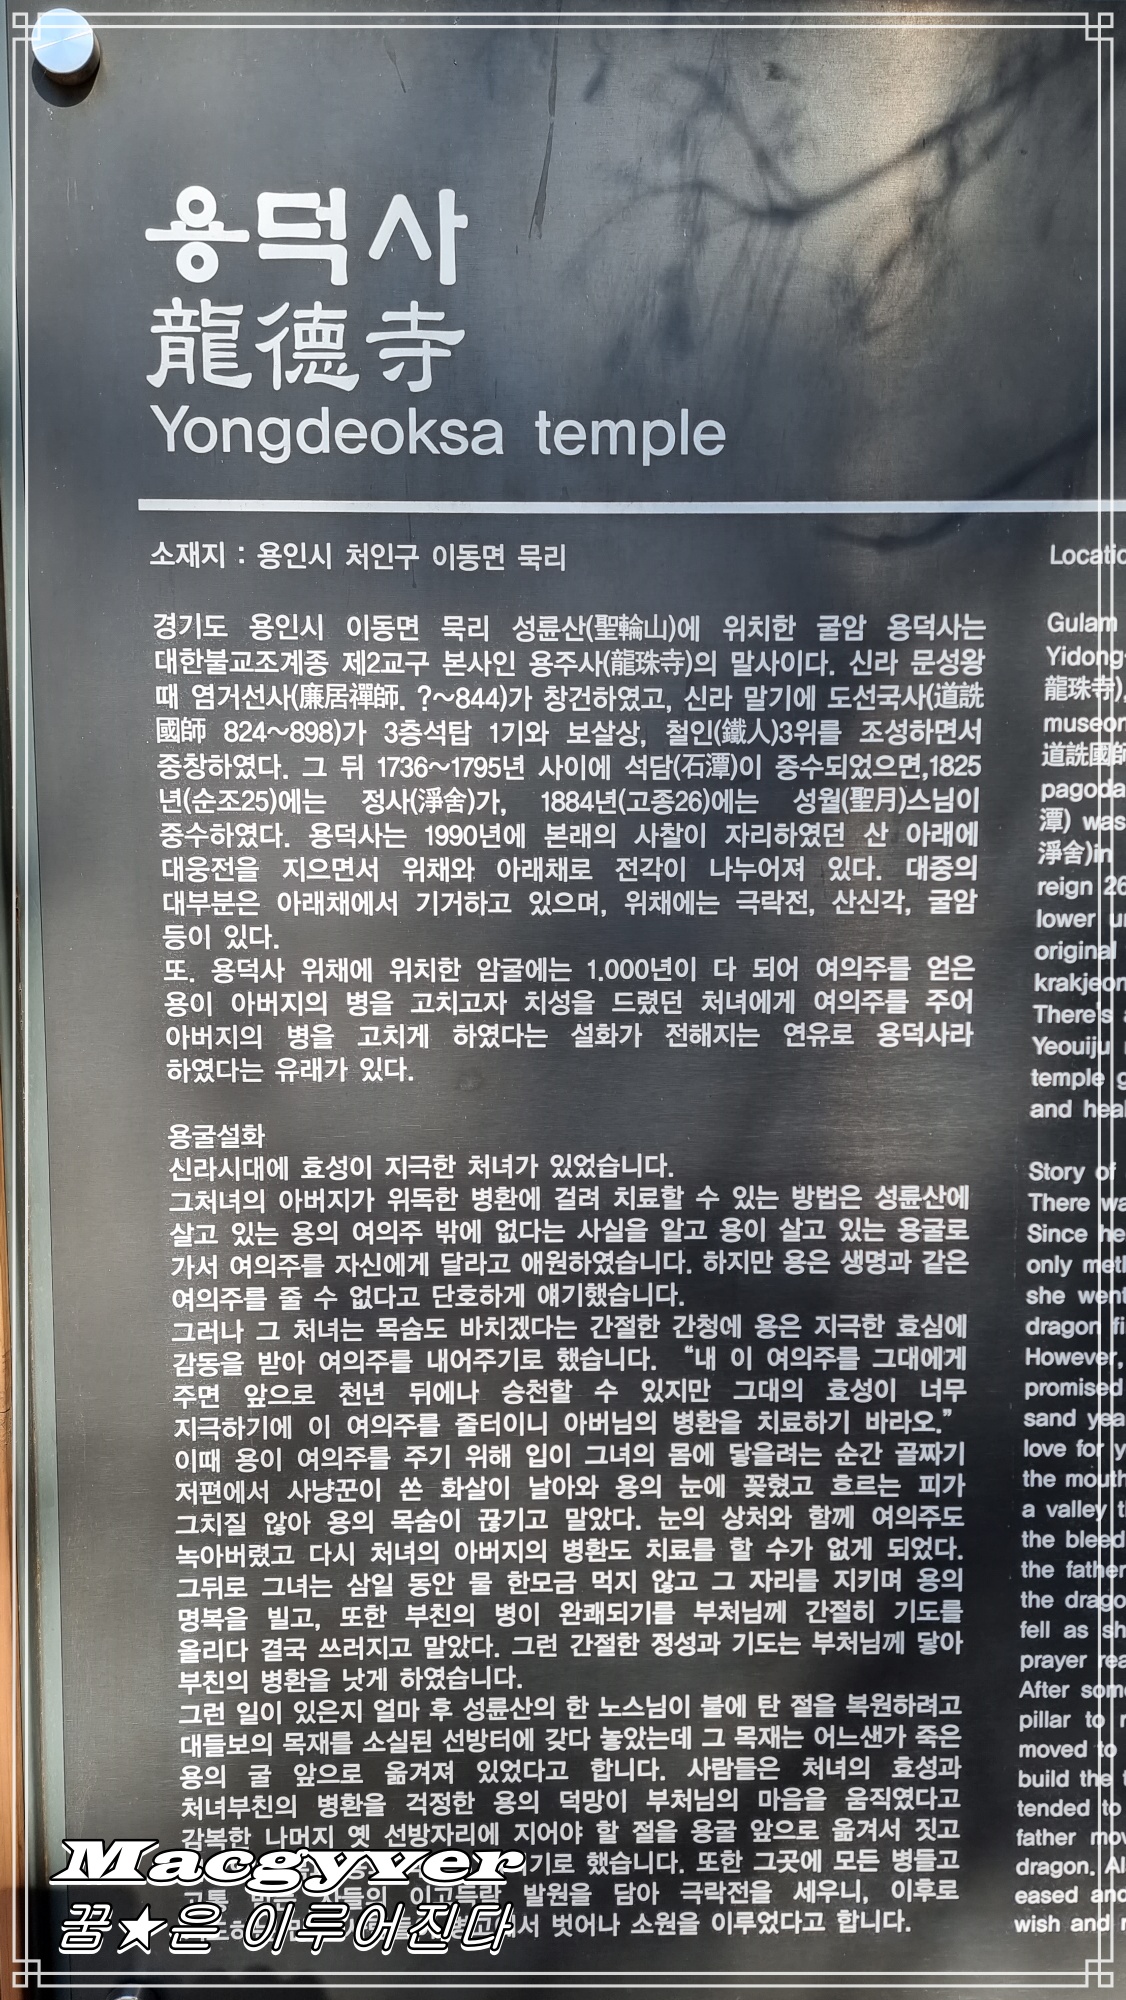 용덕사
龍德寺
Yongdeoksa temple
소재지 : 용인시 처인구 이동면 묵리
경기도 용인시 이동면 묵리 성륜산(聖輪山)에 위치한 굴암 용덕사는
대한불교조계종 제2교구 본사인 용주사(龍珠寺)의 말사이다. 신라 문성왕
때 염거선사(廉居禪師. ?~844)가 창건하였고, 신라 말기에 도선국사(道詵
國師 824~898)가 3층석탑 1기와 보살상, 철인(鐵人)3위를 조성하면서
중창하였다. 그 뒤 1736~1795년 사이에 석담(石潭)이 중수되었으면,1825
년(순조25)에는 정사(淨舍)가, 1884년(고종26)에는 성월(聖月)스님이
중수하였다. 용덕사는 1990년에 본래의 사찰이 자리하였던 산 아래에
대웅전을 지으면서 위채와 아래채로 전각이 나누어져 있다. 대중의
대부분은 아래채에서 기거하고 있으며, 위채에는 극락전, 산신각, 굴암
등이 있다.
또. 용덕사 위채에 위치한 암굴에는 1.000년이 다 되어 여의주를 얻은
용이 아버지의 병을 고치고자 치성을 드렸던 처녀에게 여의주를 주어
아버지의 병을 고치게 하였다는 설화가 전해지는 연유로 용덕사라
하였다는 유래가 있다.
용굴설화
신라시대에 효성이 지극한 처녀가 있었습니다.
그처녀의 아버지가 위독한 병환에 걸려 치료할 수 있는 방법은 성륜산에
살고 있는 용의 여의주 밖에 없다는 사실을 알고 용이 살고 있는 용굴로
가서 여의주를 자신에게 달라고 애원하였습니다. 하지만 용은 생명과 같은
여의주를 줄 수 없다고 단호하게 얘기했습니다.
그러나 그 처녀는 목숨도 바치겠다는 간절한 간청에 용은 지극한 효심에
감동을 받아 여의주를 내어주기로 했습니다. “내 이 여의주를 그대에게
주면 앞으로 천년 뒤에나 승천할 수 있지만 그대의 효성이 너무
지극하기에 이 여의주를 줄터이니 아버님의 병환을 치료하기 바라오.”
이때 용이 여의주를 주기 위해 입이 그녀의 몸에 닿을려는 순간 골짜기
저편에서 사냥꾼이 쏜 화살이 날아와 용의 눈에 꽂혔고 흐르는 피가
그치질 않아 용의 목숨이 끊기고 말았다. 눈의 상처와 함께 여의주도
녹아버렸고 다시 처녀의 아버지의 병환도 치료를 할 수가 없게 되었다.
그뒤로 그녀는 삼일 동안 물 한모금 먹지 않고 그 자리를 지키며 용의
명복을 빌고, 또한 부친의 병이 완쾌되기를 부처님께 간절히 기도를
올리다 결국 쓰러지고 말았다. 그런 간절한 정성과 기도는 부처님께 닿아
부친의 병환을 낫게 하였습니다.
그런 일이 있은지 얼마 후 성륜산의 한 노스님이 불에 탄 절을 복원하려고
대들보의 목재를 소실된 선방터에 갖다 놓았는데 그 목재는 어느샌가 죽은
용의 굴 앞으로 옮겨져 있었다고 합니다. 사람들은 처녀의 효성과
처녀부친의 병환을 걱정한 용의 덕망이 부처님의 마음을 움직였다고
감복한 나머지 옛 선방자리에 지어야 할 절을 용굴 앞으로 옮겨서 짓고
했습니다. 또한 그곳에 모든 병들고
고통 자들의 이고득락 발원을 담아 극락전을 세우니, 이후로
벗어나 소원을 이루었다고 합니다.
Locatio
Gulam
Yidong
龍珠寺),
museon
道詵國師
pagoda
潭) was
淨舍)in
reign 26
lower un
original
krakjeon
There's a
Yeouiju
temple g
and heal
Story of
There wa
Since he
only meth
she went
dragon fi
However,
promised
sand yea
love for y
the mouth
a valley t
the bleed
the father
the drago
fell as sh
prayer rea
After some
pillar to
moved to
build the t
tended to
father mov
dragon. Al
eased and
wish and
Macgyver
꿈★은 이루어진다